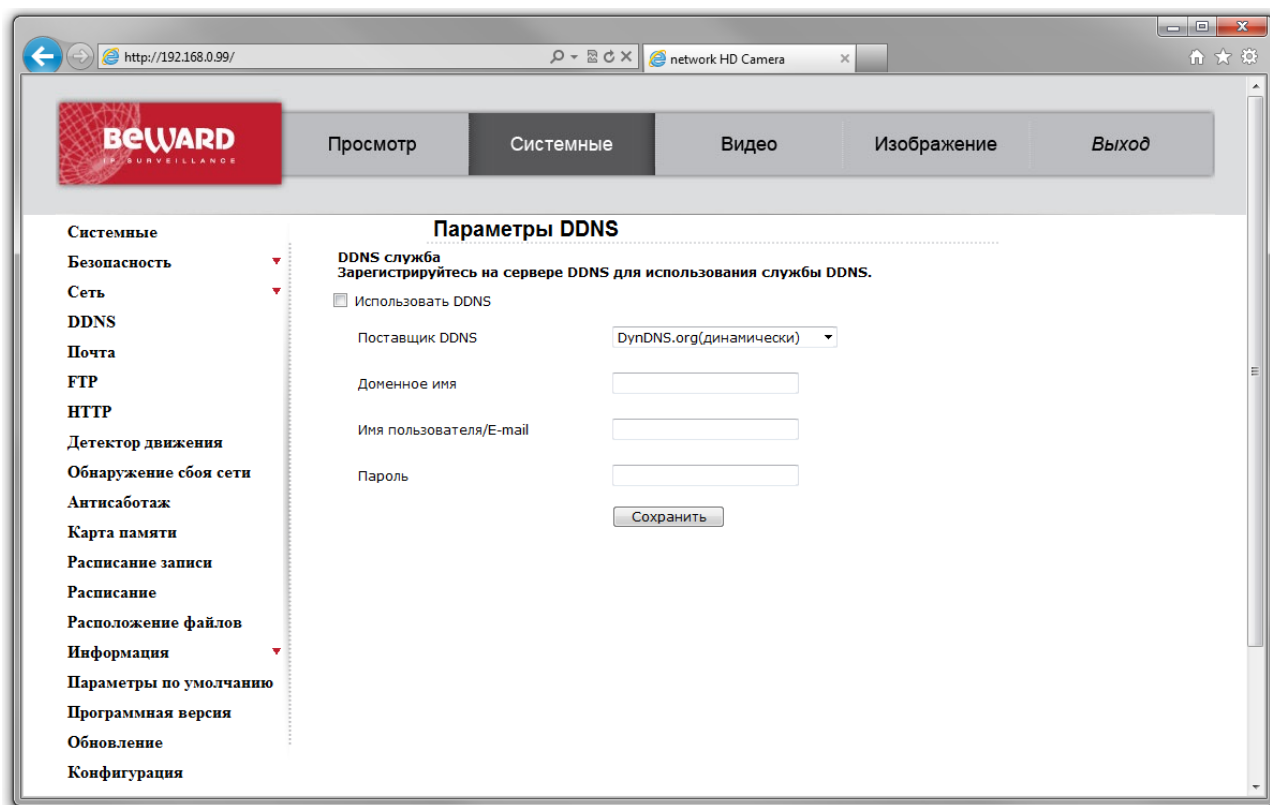 http://192.168.0.99/
network HD Camera
BEWARD
IP SURVEILLANCE
Просмотр
Системные
Видео
Изображение
Выход
Системные
Безопасность
Сеть
DDNS
Почта
FTP
HTTP
Детектор движения
Обнаружение сбоя сети
Антисаботаж
Карта памяти
Расписание записи
Расписание
Расположение файлов
Информация
Параметры по умолчанию
Программная версия
Обновление
Конфигурация
Параметры DDNS
DDNS служба
Зарегистрируйтесь на сервере DDNS для использования службы DDNS.
Использовать DDNS
Поставщик DDNS
DynDNS.org(динамически)
Доменное имя
Имя пользователя/E-mail
Пароль
Сохранить